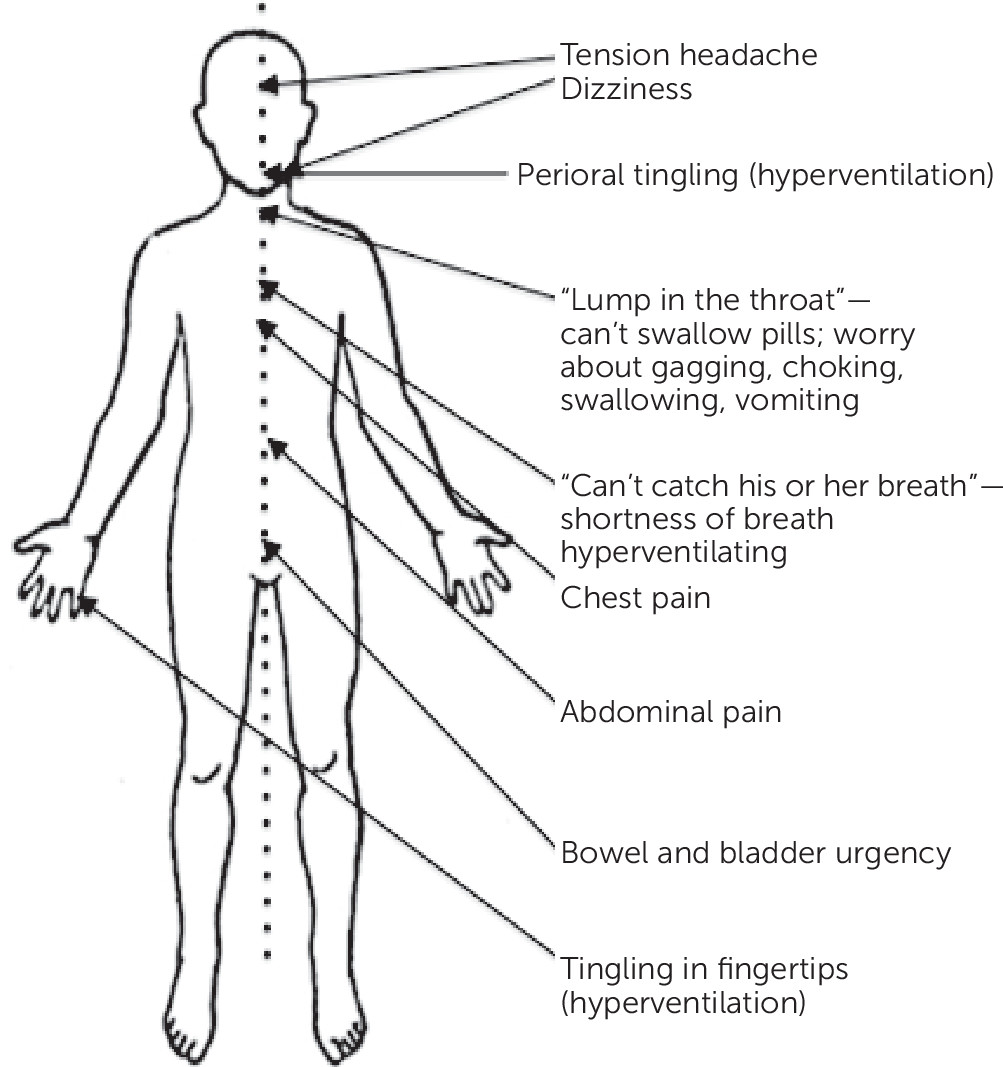 Tension headache
Dizziness
Perioral tingling (hyperventilation)
“Lump in the throat”—
can’t swallow pills; worry
about gagging, choking,
swallowing, vomiting
“Can’t catch his or her breath”—
shortness of breath
hyperventilating
Chest pain
Abdominal pain
Bowel and bladder urgency
Tingling in fingertips
(hyperventilation)